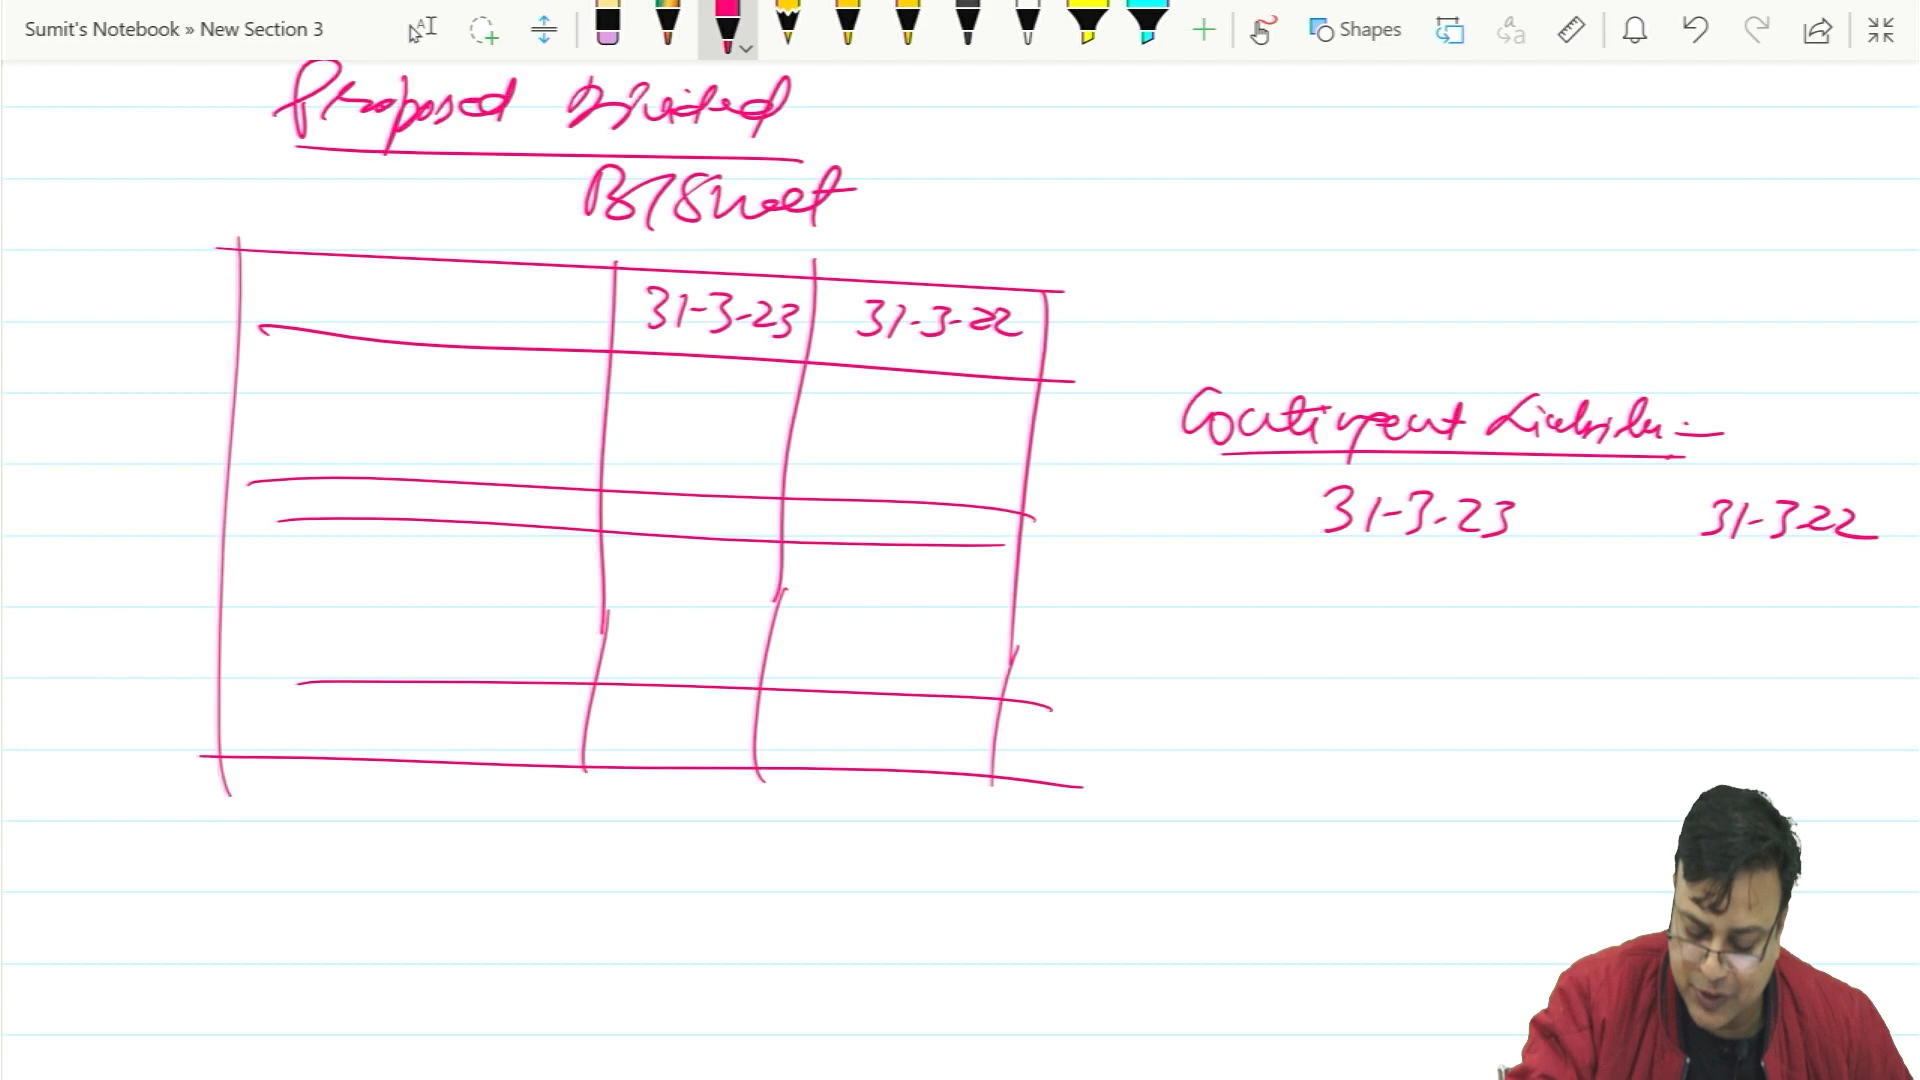 Sumit's Notebook » New Section 3
Shapes
Proposed Dividend
B/Sheet
31-3-23 31-3-22
Contingent Liability:-
31-3-23 31-3-22